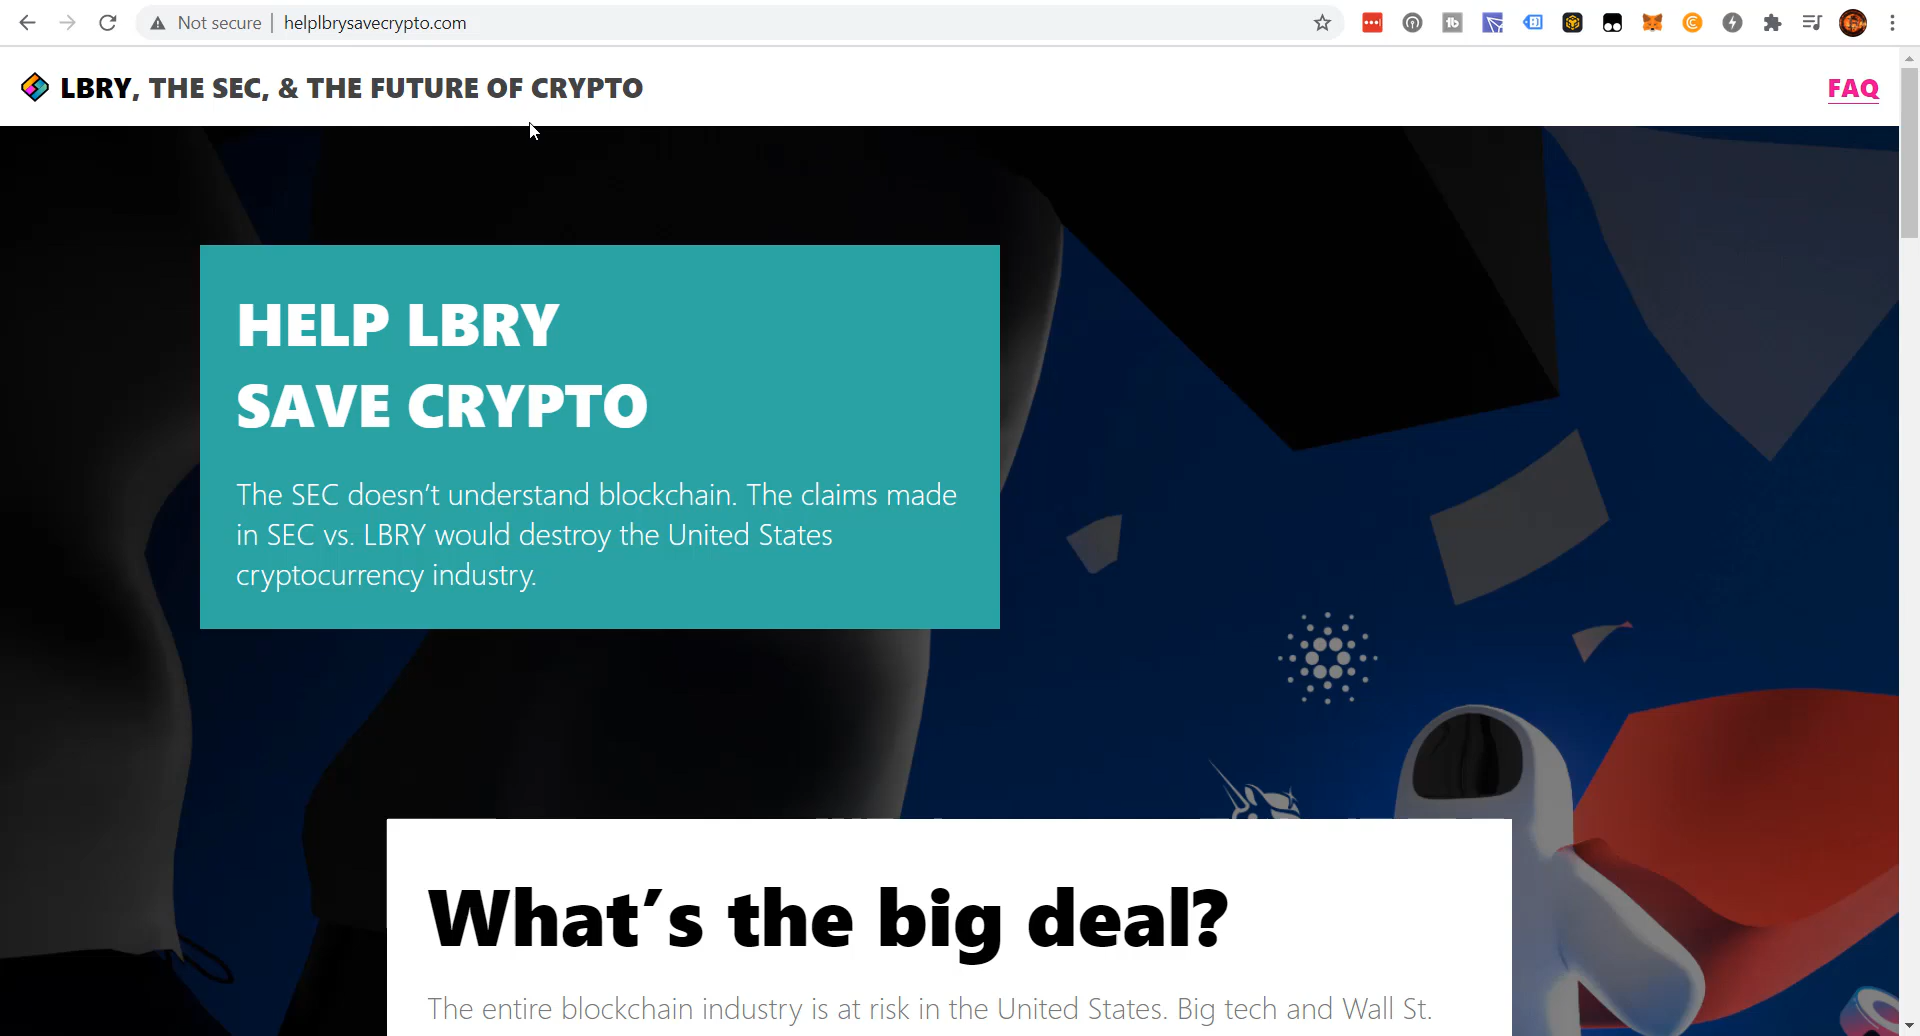 Not secure | helplbrysavecrypto.com
LBRY, THE SEC, & THE FUTURE OF CRYPTO
FAQ
HELP LBRY
SAVE CRYPTO
The SEC doesn’t understand blockchain. The claims made
in SEC vs. LBRY would destroy the United States
cryptocurrency industry.
What’s the big deal?
The entire blockchain industry is at risk in the United States. Big tech and Wall St.